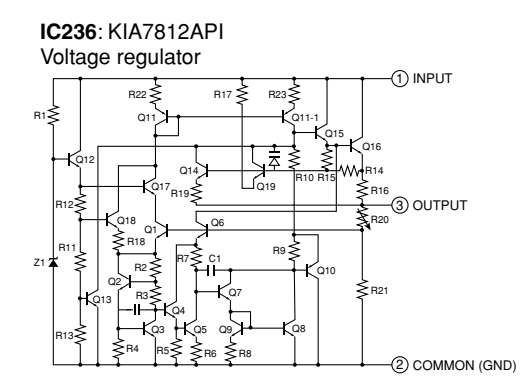 IC236: KIA7812API
Voltage regulator
1 INPUT
R22 R17 R23
R1 Q11 Q11-1 Q15 Q16
Q12 Q14 Q19 R10 R15 R14
Q17 R19 R16
R12 3 OUTPUT
Q18 Q6 R20
R18 Q1
R11 R2 R7 C1 R9
Z1 Q2 Q10 R21
R3 Q7
Q13 Q4
R13 Q3 Q5 Q9 Q8
R4 R5 R6 R8
2 COMMON (GND)